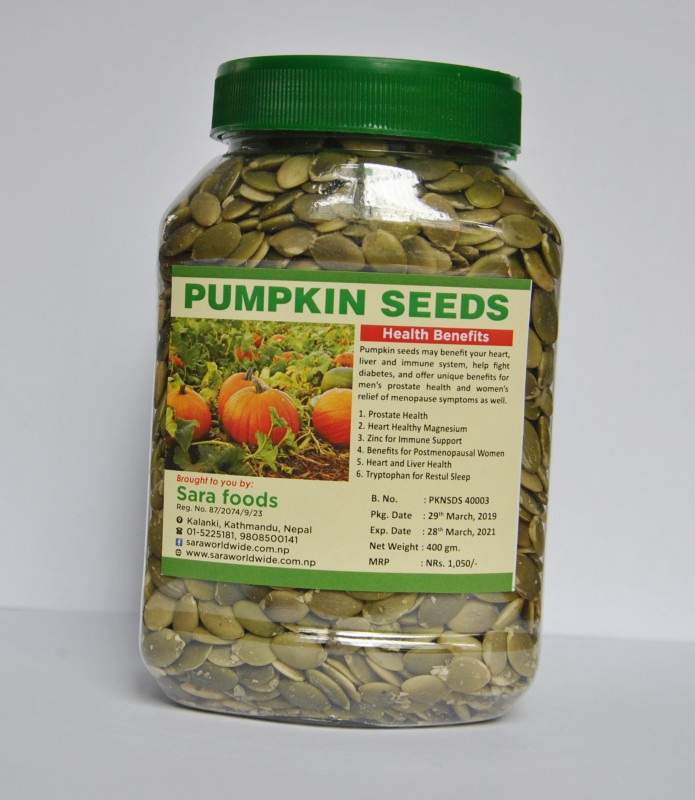 PUMPKIN SEEDS
Health Benefits
Pumpkin seeds may benefit your heart,
liver and immune system, help fight
diabetes, and offer unique benefits for
men's prostate health and women's
relief of menopause symptoms as well.
1. Prostate Health
2. Heart Healthy Magnesium
3. Zinc for Immune Support
4. Benefits for Postmenopausal Women
5. Heart and Liver Health
6. Tryptophan for Restul Sleep
Brought to you by:
Sara foods
Reg. No. 87/2074/9/23
Kalanki, Kathmandu, Nepal
01-5225181, 9808500141
saraworldwide.com.np
www.saraworldwide.com.np
B. No. : PKNSDS 40003
Pkg. Date : 29th March, 2019
Exp. Date : 28th March, 2021
Net Weight : 400 gm.
MRP : NRs. 1,050/-